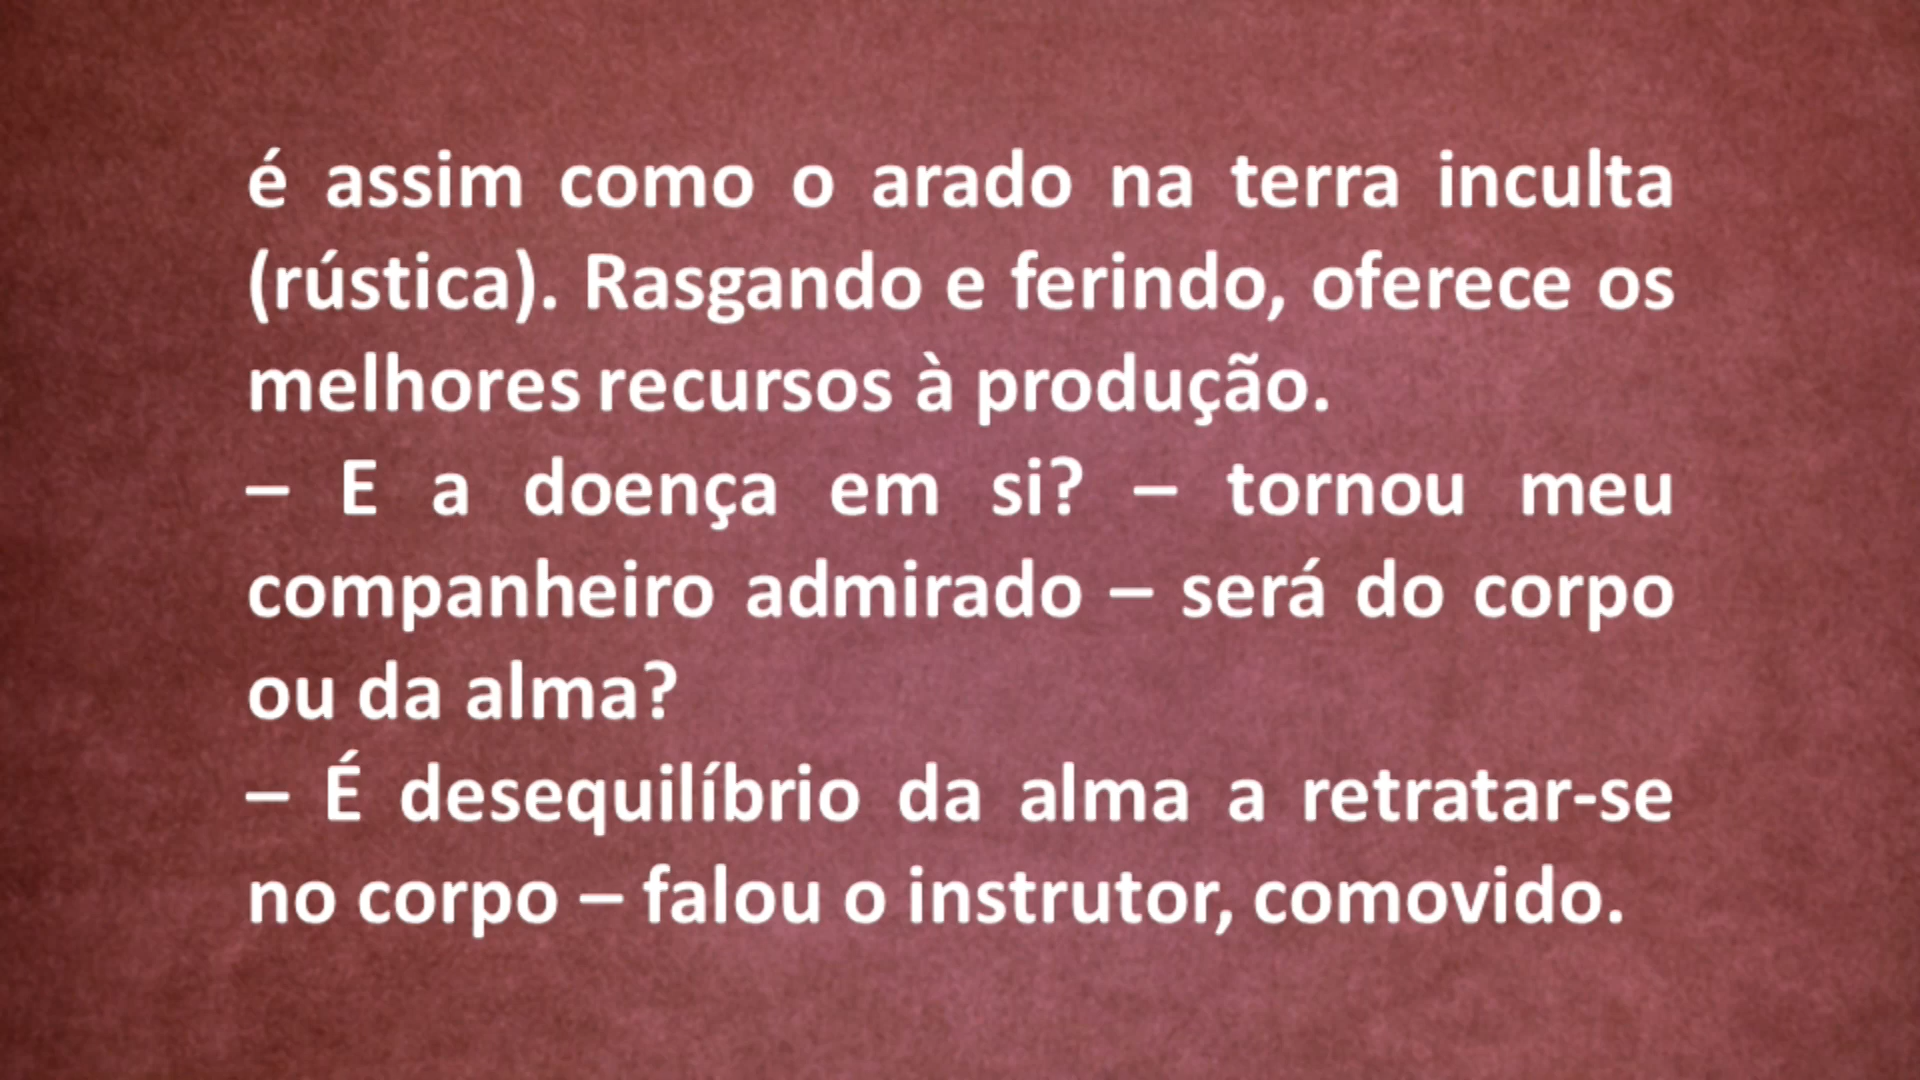 é assim como o arado na terra inculta
(rústica). Rasgando e ferindo, oferece os
melhores recursos à produção.
– E a doença em si? – tornou meu
companheiro admirado – será do corpo
ou da alma?
– É desequilíbrio da alma a retratar-se
no corpo – falou o instrutor, comovido.